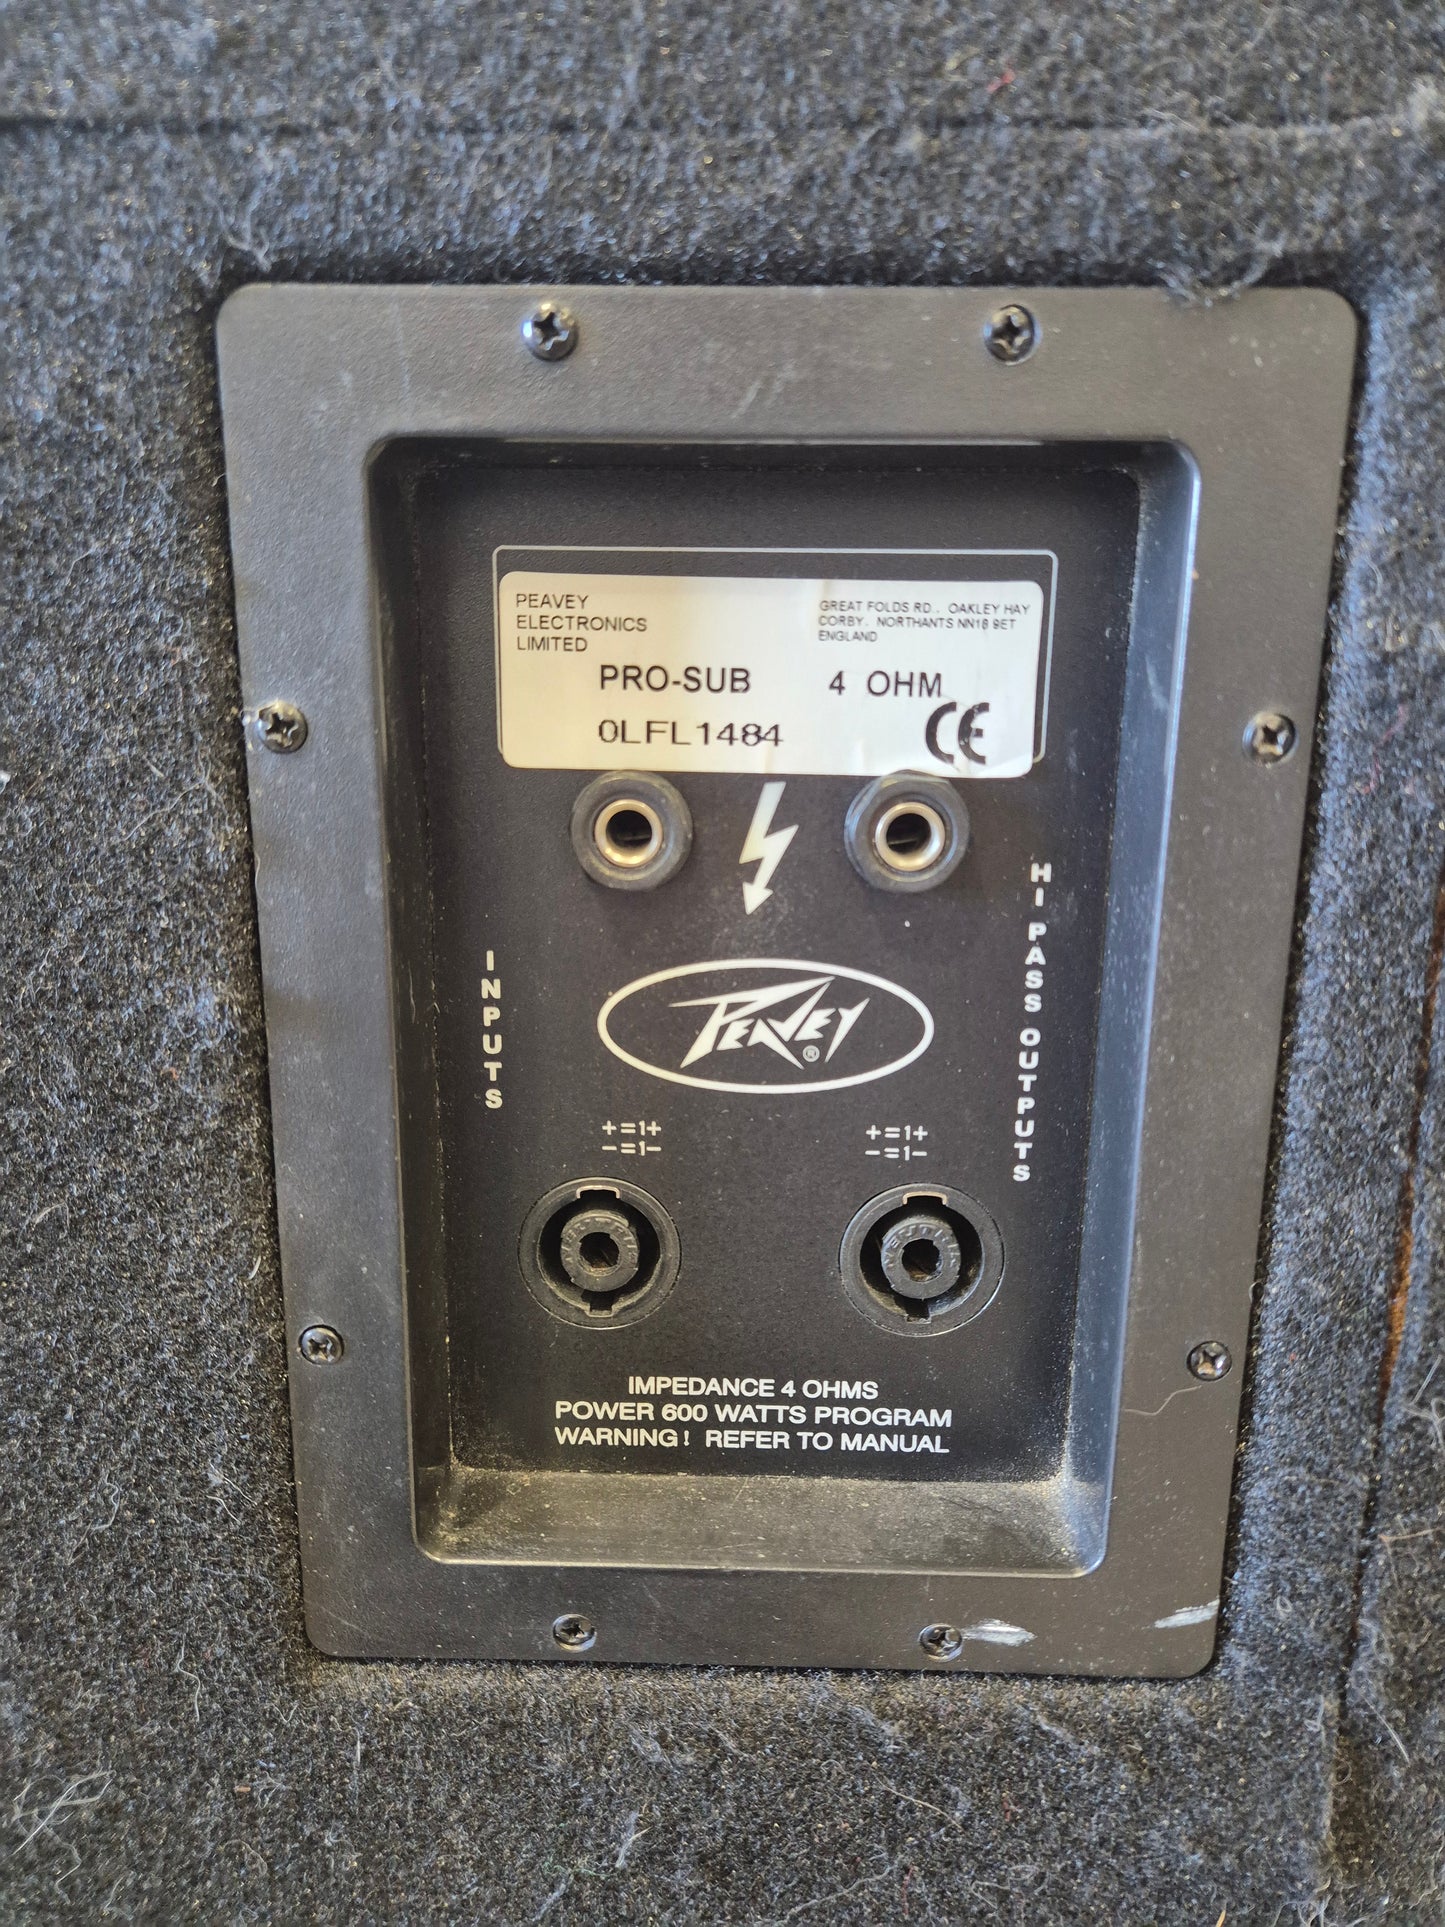 PEAVEY
ELECTRONICS
LIMITED
GREAT FOLDS RD., OAKLEY HAY
CORBY, NORTHANTS NN18 9ET
ENGLAND
PRO-SUB 4 OHM
0LFL1484
CE
INPUTS
HI PASS OUTPUTS
PEAVEY®
+=1+
-=1-
+=1+
-=1-
NEUTRIK
NEUTRIK
IMPEDANCE 4 OHMS
POWER 600 WATTS PROGRAM
WARNING! REFER TO MANUAL